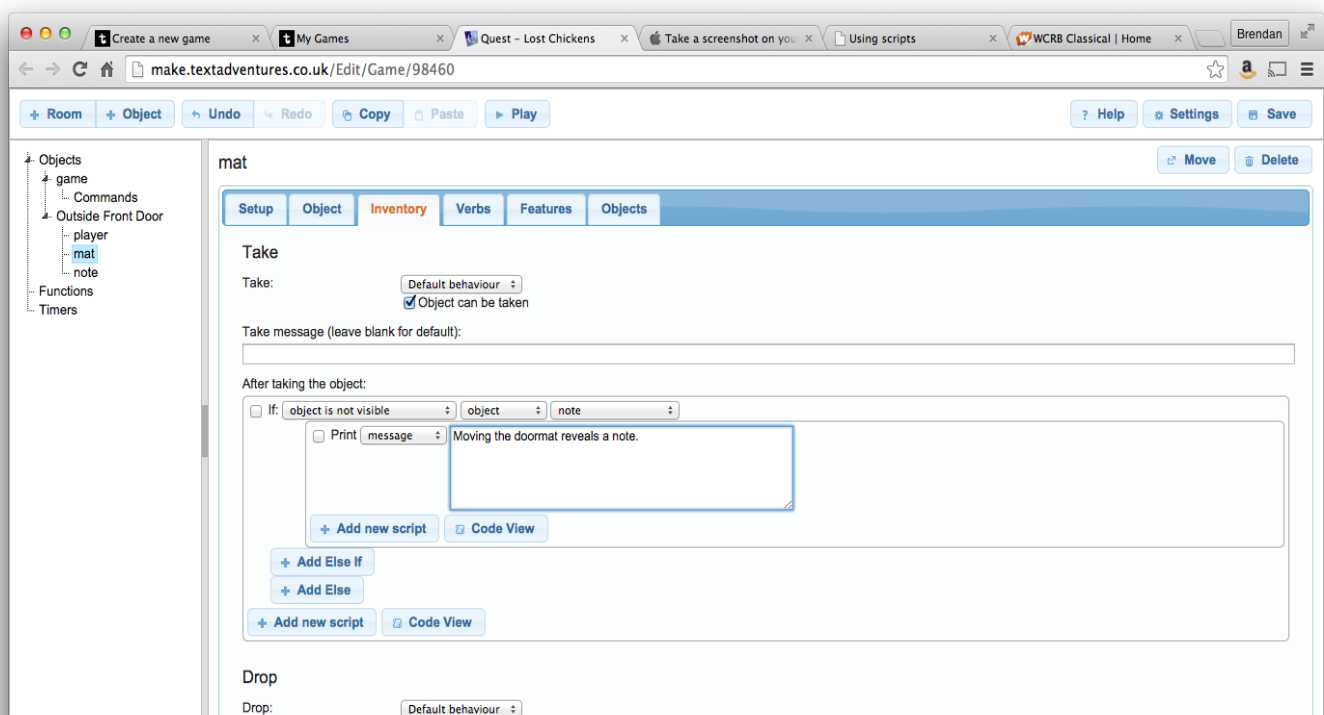 Create a new game My Games Quest – Lost Chickens Take a screenshot on you Using scripts WCRB Classical | Home Brendan
make.textadventures.co.uk/Edit/Game/98460
+ Room + Object Undo Redo Copy Paste Play ? Help Settings Save
Objects
game
Commands
Outside Front Door
player
mat
note
Functions
Timers
mat Move Delete
Setup Object Inventory Verbs Features Objects
Take
Take: Default behaviour
Object can be taken
Take message (leave blank for default):
After taking the object:
If: object is not visible object note
Print message Moving the doormat reveals a note.
+ Add new script Code View
+ Add Else If
+ Add Else
+ Add new script Code View
Drop
Drop: Default behaviour